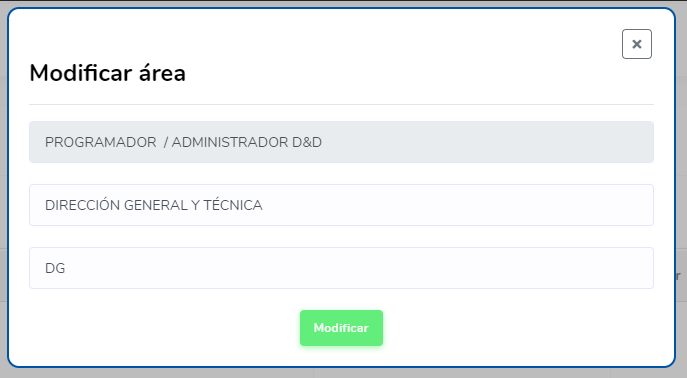 Modificar área
PROGRAMADOR  / ADMINISTRADOR D&D
DIRECCIÓN GENERAL Y TÉCNICA
DG
Modificar